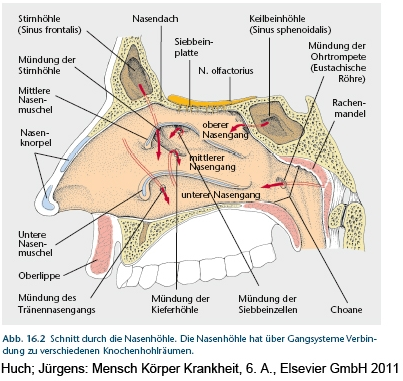 Stirnhöhle
(Sinus frontalis)
Nasendach
Keilbeinhöhle
(Sinus sphenoidalis)
Siebbein-
platte
N. olfactorius
Mündung der
Ohrtrompete
(Eustachische
Röhre)
Mündung der
Stirnhöhle
Rachen-
mandel
Mittlere
Nasen-
muschel
oberer
Nasengang
Nasen-
knorpel
mittlerer
Nasengang
unterer Nasengang
Untere
Nasen-
muschel
Oberlippe
Mündung des
Tränennasengangs
Mündung der
Kieferhöhle
Mündung der
Siebbeinzellen
Choane
Abb. 16.2 Schnitt durch die Nasenhöhle. Die Nasenhöhle hat über Gangsysteme Verbin-
dung zu verschiedenen Knochenhohlräumen.
Huch; Jürgens: Mensch Körper Krankheit, 6. A., Elsevier GmbH 2011